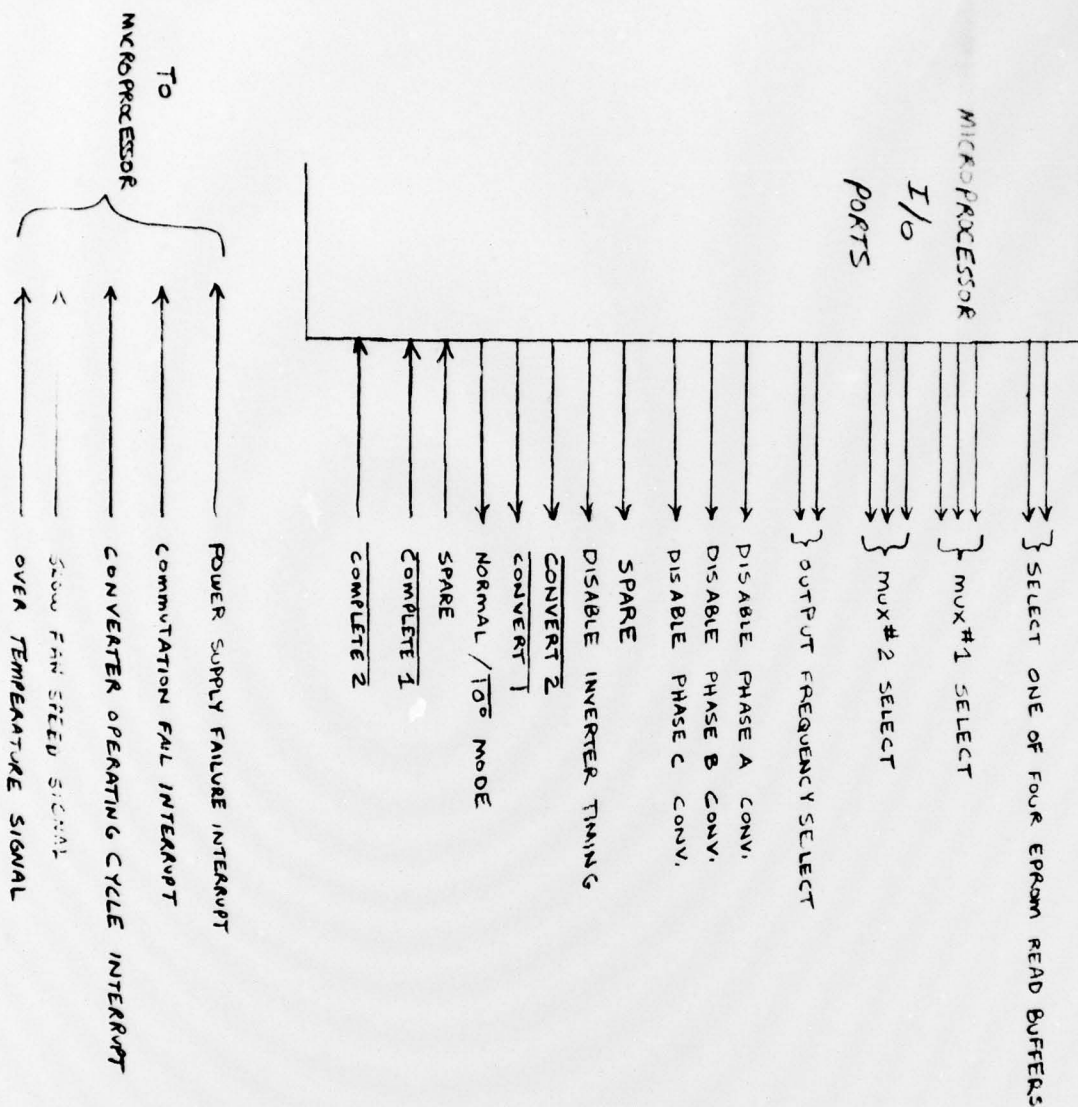 SELECT ONE OF FOUR EPROM READ BUFFERS
MICROPROCESSOR
I/O
PORTS
MUX #1 SELECT
MUX #2 SELECT
OUTPUT FREQUENCY SELECT
DISABLE PHASE A CONV.
DISABLE PHASE B CONV.
DISABLE PHASE C CONV.
SPARE
DISABLE INVERTER TIMING
CONVERT 2
CONVERT 1
NORMAL / MODE
SPARE
COMPLETE 1
COMPLETE 2
TO
MICROPROCESSOR
POWER SUPPLY FAILURE INTERRUPT
COMMUTATION FAIL INTERRUPT
CONVERTER OPERATING CYCLE INTERRUPT
SLOW FAN SPEED SIGNAL
OVER TEMPERATURE SIGNAL